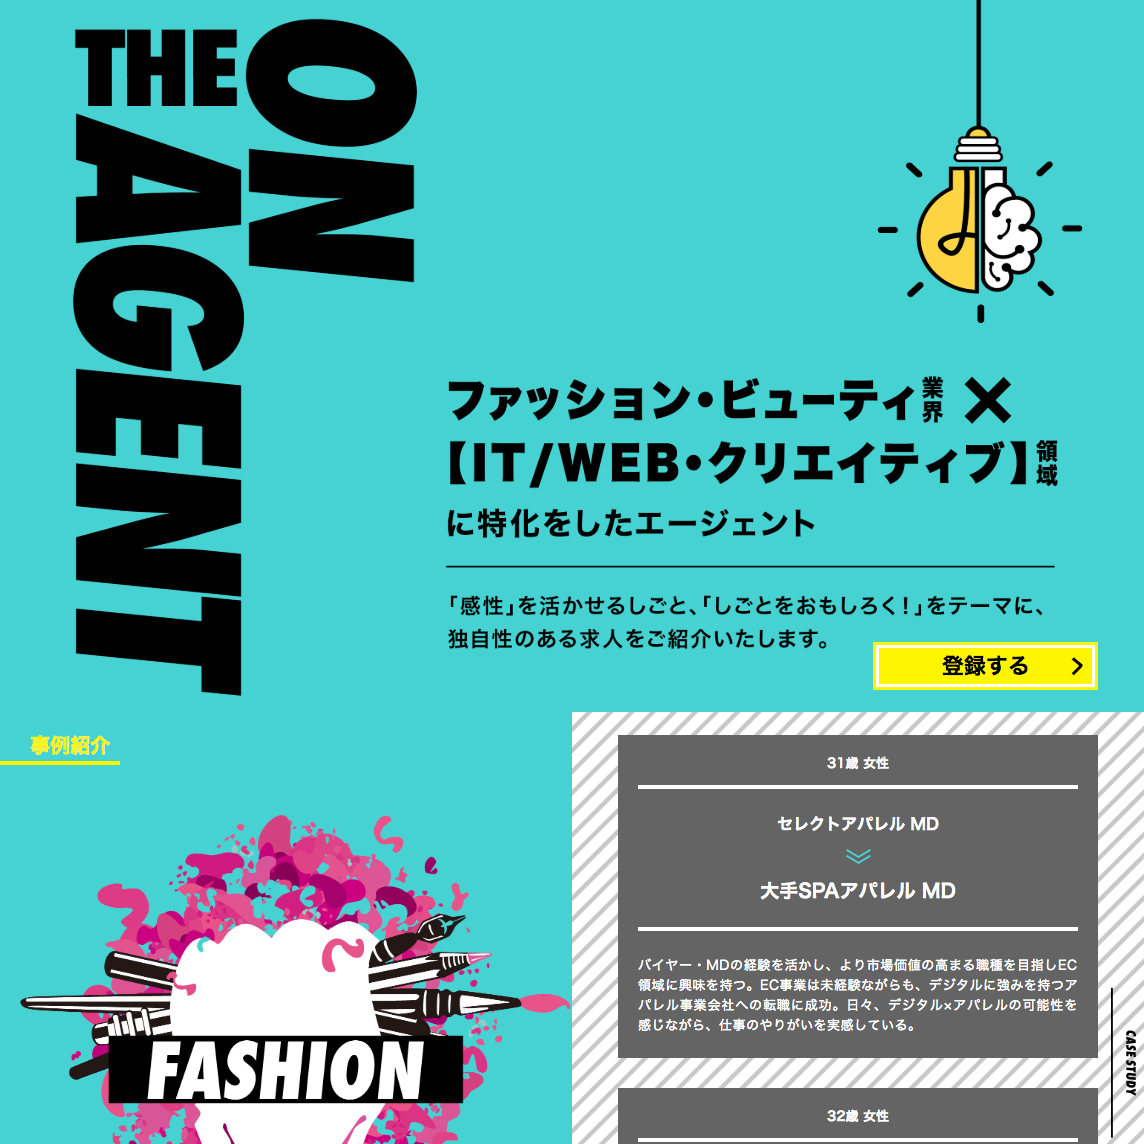 THE
ON
AGENT
ファッション・ビューティ業界 ×
【IT/WEB・クリエイティブ】領域
に特化をしたエージェント
「感性」を活かせるしごと、「しごとをおもしろく!」をテーマに、
独自性のある求人をご紹介いたします。
登録する
事例紹介
FASHION
31歳 女性
セレクトアパレル MD
大手SPAアパレル MD
バイヤー・MDの経験を活かし、より市場価値の高まる職種を目指しEC
領域に興味を持つ。EC事業は未経験ながらも、デジタルに強みを持つア
パレル事業会社への転職に成功。日々、デジタル×アパレルの可能性を
感じながら、仕事のやりがいを実感している。
32歳 女性
CASE STUDY